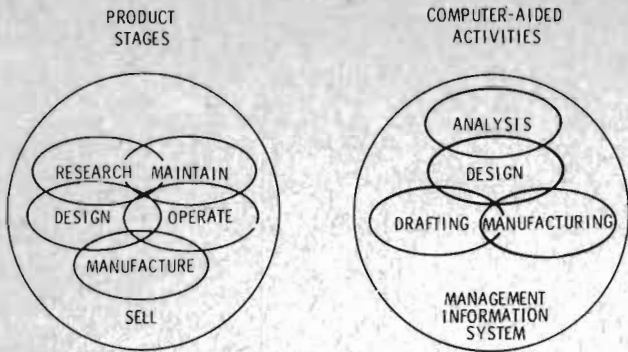 PRODUCT
STAGES
RESEARCH MAINTAIN
DESIGN OPERATE
MANUFACTURE
SELL
COMPUTER-AIDED
ACTIVITIES
ANALYSIS
DESIGN
DRAFTING MANUFACTURING
MANAGEMENT
INFORMATION
SYSTEM